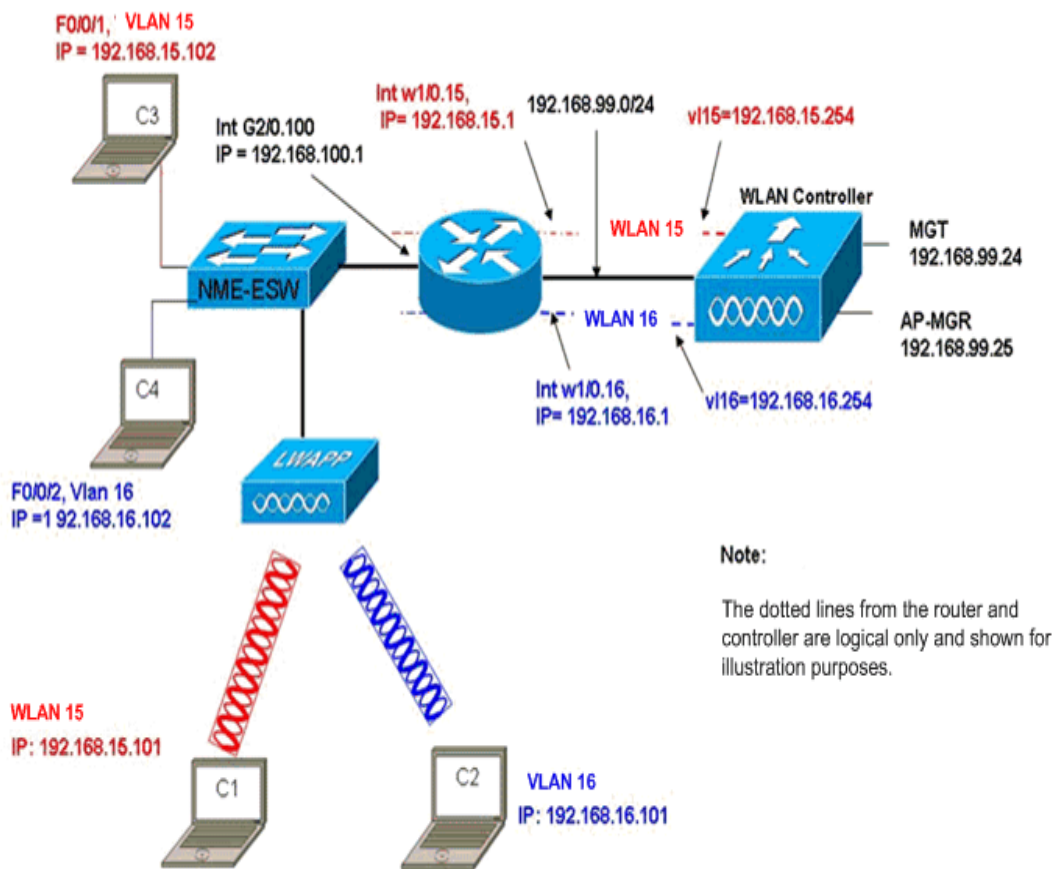 F0/0/1, VLAN 15
IP = 192.168.15.102
C3
Int G2/0.100
IP = 192.168.100.1
Int w1/0.15,
IP= 192.168.15.1
192.168.99.0/24
vl15=192.168.15.254
WLAN Controller
WLAN 15
MGT
192.168.99.24
NME-ESW
WLAN 16
AP-MGR
192.168.99.25
C4
Int w1/0.16,
IP= 192.168.16.1
vl16=192.168.16.254
LWAPP
F0/0/2, Vlan 16
IP =1 92.168.16.102
Note:
The dotted lines from the router and
controller are logical only and shown for
illustration purposes.
WLAN 15
IP: 192.168.15.101
C1
C2
VLAN 16
IP: 192.168.16.101